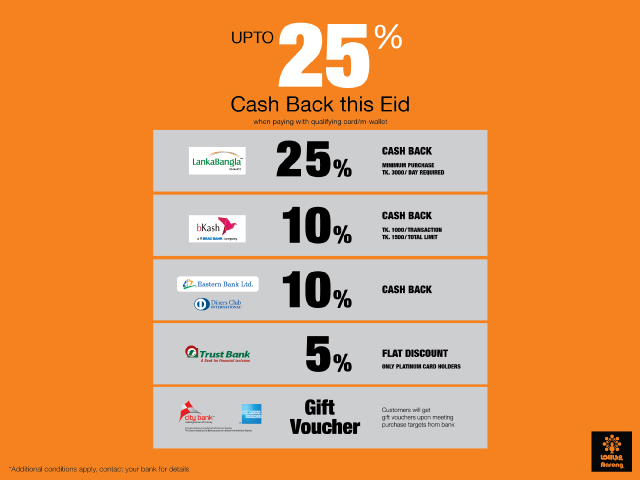 UPTO 25%
Cash Back this Eid
when paying with qualifying card/m-wallet
LankaBangla
25%
CASH BACK
MINIMUM PURCHASE
TK. 3000/ DAY REQUIRED
bKash
A BRAC BANK company
10%
CASH BACK
TK. 1000/TRANSACTION
TK. 1500/TOTAL LIMIT
Eastern Bank Ltd.
Diners Club
INTERNATIONAL
10%
CASH BACK
Trust Bank
A Bank for Financial Inclusion
5%
FLAT DISCOUNT
ONLY PLATINUM CARD HOLDERS
city bank
AMERICAN EXPRESS
Gift
Voucher
Customers will get
gift vouchers upon meeting
purchase targets from bank
*Additional conditions apply, contact your bank for details
আড়ং
Aarong